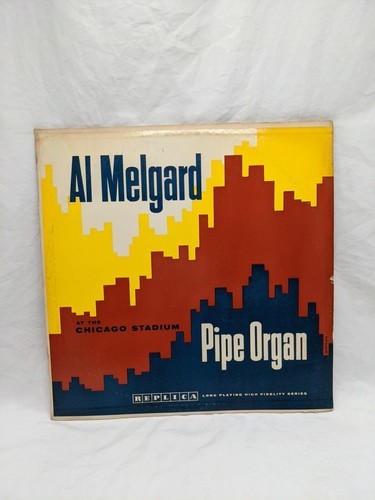 Al Melgard
AT THE
CHICAGO STADIUM
Pipe Organ
REPLICA LONG PLAYING HIGH FIDELITY SERIES